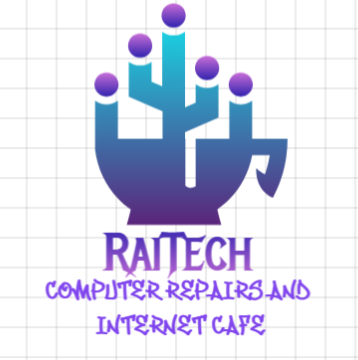 RAITECH
COMPUTER REPAIRS AND
INTERNET CAFE